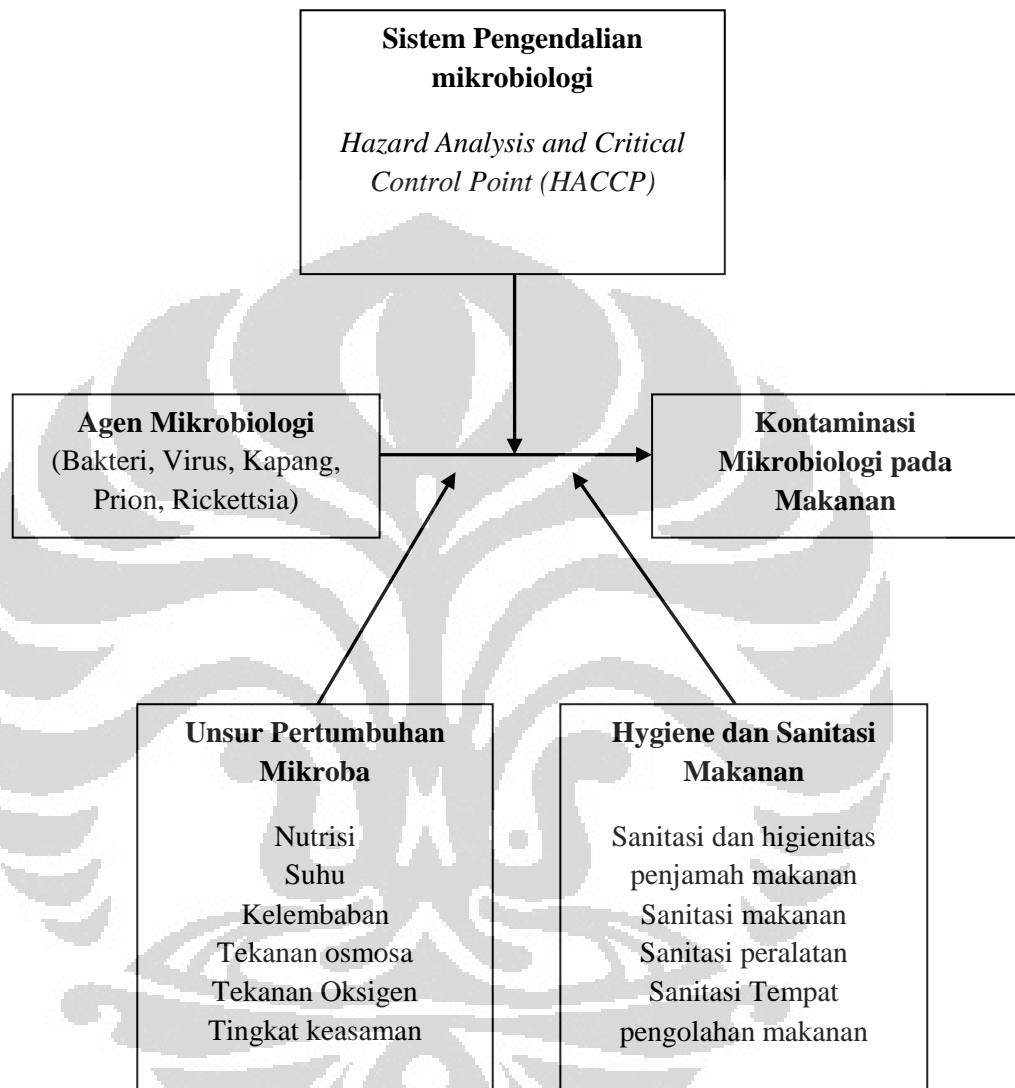 Sistem Pengendalian
mikrobiologi
Hazard Analysis and Critical
Control Point (HACCP)
Agen Mikrobiologi
(Bakteri, Virus, Kapang,
Prion, Rickettsia)
Kontaminasi
Mikrobiologi pada
Makanan
Unsur Pertumbuhan
Mikroba
Nutrisi
Suhu
Kelembaban
Tekanan osmosa
Tekanan Oksigen
Tingkat keasaman
Hygiene dan Sanitasi
Makanan
Sanitasi dan higienitas
penjamah makanan
Sanitasi makanan
Sanitasi peralatan
Sanitasi Tempat
pengolahan makanan